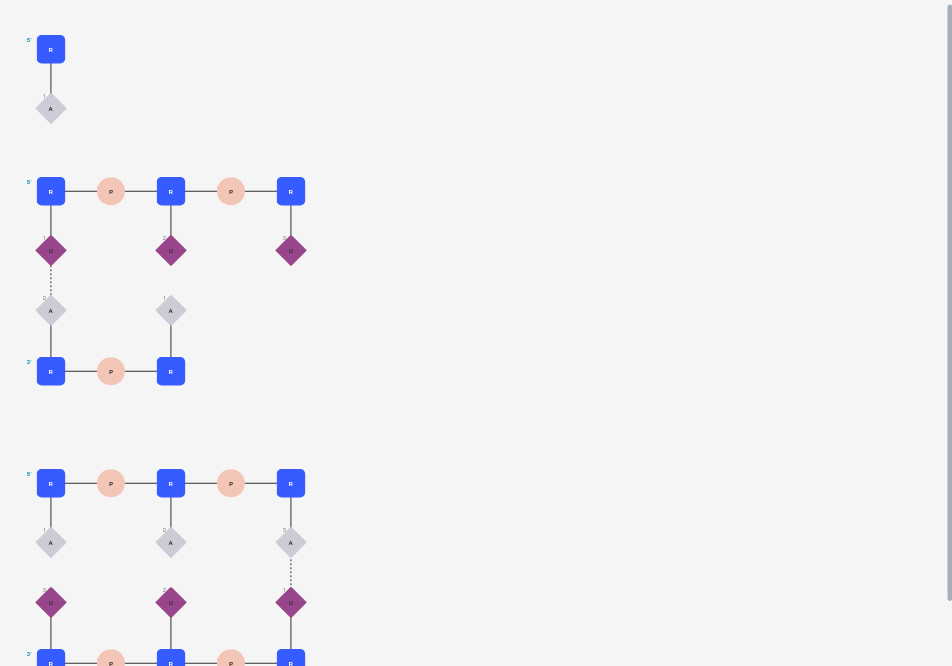 5' R
1 A
5' R P R P R
1 U 2 U 3 U
2 A 1 A
3' R P R
5' R P R P R
1 A 2 A 3 A
3 U 2 U 1 U
3' R P R P R